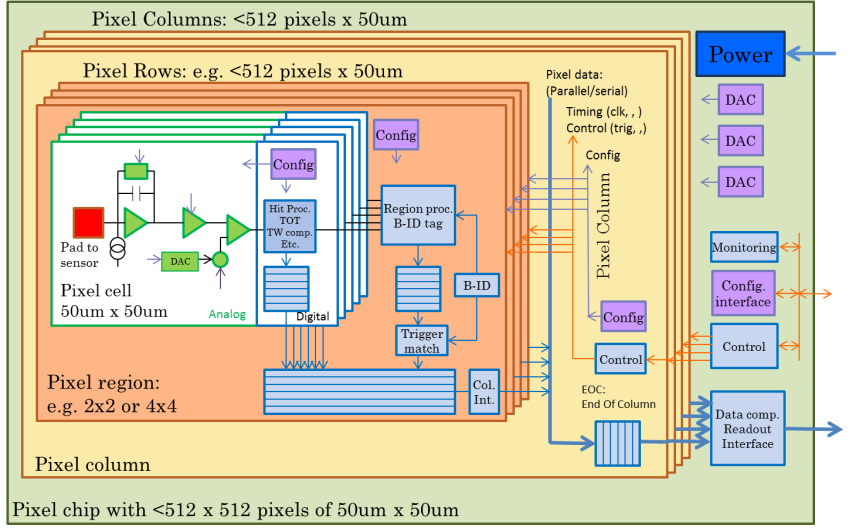 Pixel Columns: <512 pixels x 50um
Power
Pixel Rows: e.g. <512 pixels x 50um
Pixel data:
(Parallel/serial)
Timing (clk, , )
Control (trig, ,)
Config
DAC
DAC
DAC
Config
Config
Hit Proc.
TOT
TW comp.
Etc.
Region proc.
B-ID tag
Pixel Column
Pad to
sensor
DAC
Pixel cell
50um x 50um
Analog
Digital
B-ID
Trigger
match
Monitoring
Config.
interface
Config
Control
Control
Pixel region:
e.g. 2x2 or 4x4
Col.
Int.
EOC:
End Of Column
Data comp.
Readout
Interface
Pixel column
Pixel chip with <512 x 512 pixels of 50um x 50um